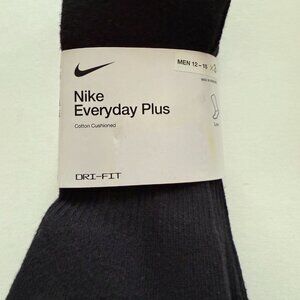 MEN 12 - 15
Nike
Everyday Plus
Cotton Cushioned
DRI-FIT